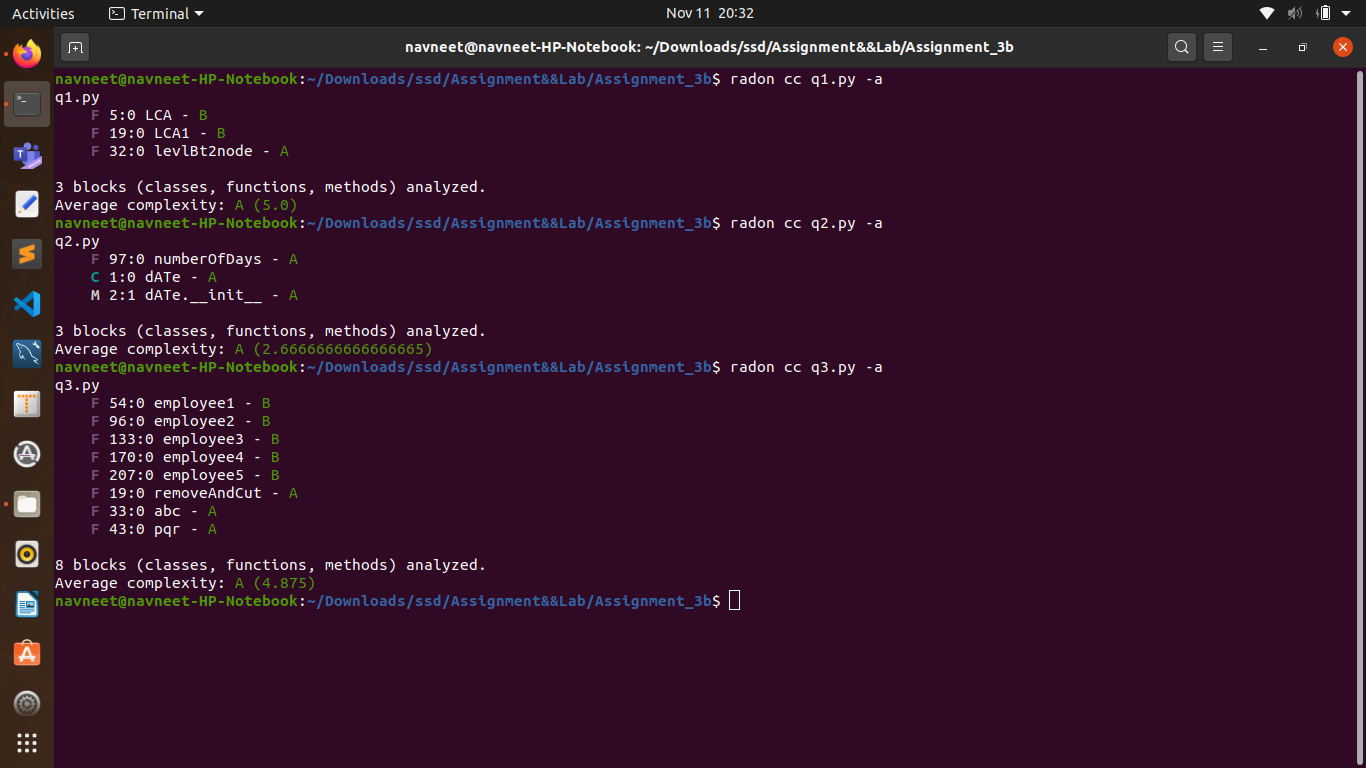 Activities Terminal Nov 11 20:32
navneet@navneet-HP-Notebook: ~/Downloads/ssd/Assignment&&Lab/Assignment_3b
navneet@navneet-HP-Notebook:~/Downloads/ssd/Assignment&&Lab/Assignment_3b$ radon cc q1.py -a
q1.py
    F 5:0 LCA - B
    F 19:0 LCA1 - B
    F 32:0 levlBt2node - A

3 blocks (classes, functions, methods) analyzed.
Average complexity: A (5.0)
navneet@navneet-HP-Notebook:~/Downloads/ssd/Assignment&&Lab/Assignment_3b$ radon cc q2.py -a
q2.py
    F 97:0 numberOfDays - A
    C 1:0 dATe - A
    M 2:1 dATe.__init__ - A

3 blocks (classes, functions, methods) analyzed.
Average complexity: A (2.6666666666666665)
navneet@navneet-HP-Notebook:~/Downloads/ssd/Assignment&&Lab/Assignment_3b$ radon cc q3.py -a
q3.py
    F 54:0 employee1 - B
    F 96:0 employee2 - B
    F 133:0 employee3 - B
    F 170:0 employee4 - B
    F 207:0 employee5 - B
    F 19:0 removeAndCut - A
    F 33:0 abc - A
    F 43:0 pqr - A

8 blocks (classes, functions, methods) analyzed.
Average complexity: A (4.875)
navneet@navneet-HP-Notebook:~/Downloads/ssd/Assignment&&Lab/Assignment_3b$